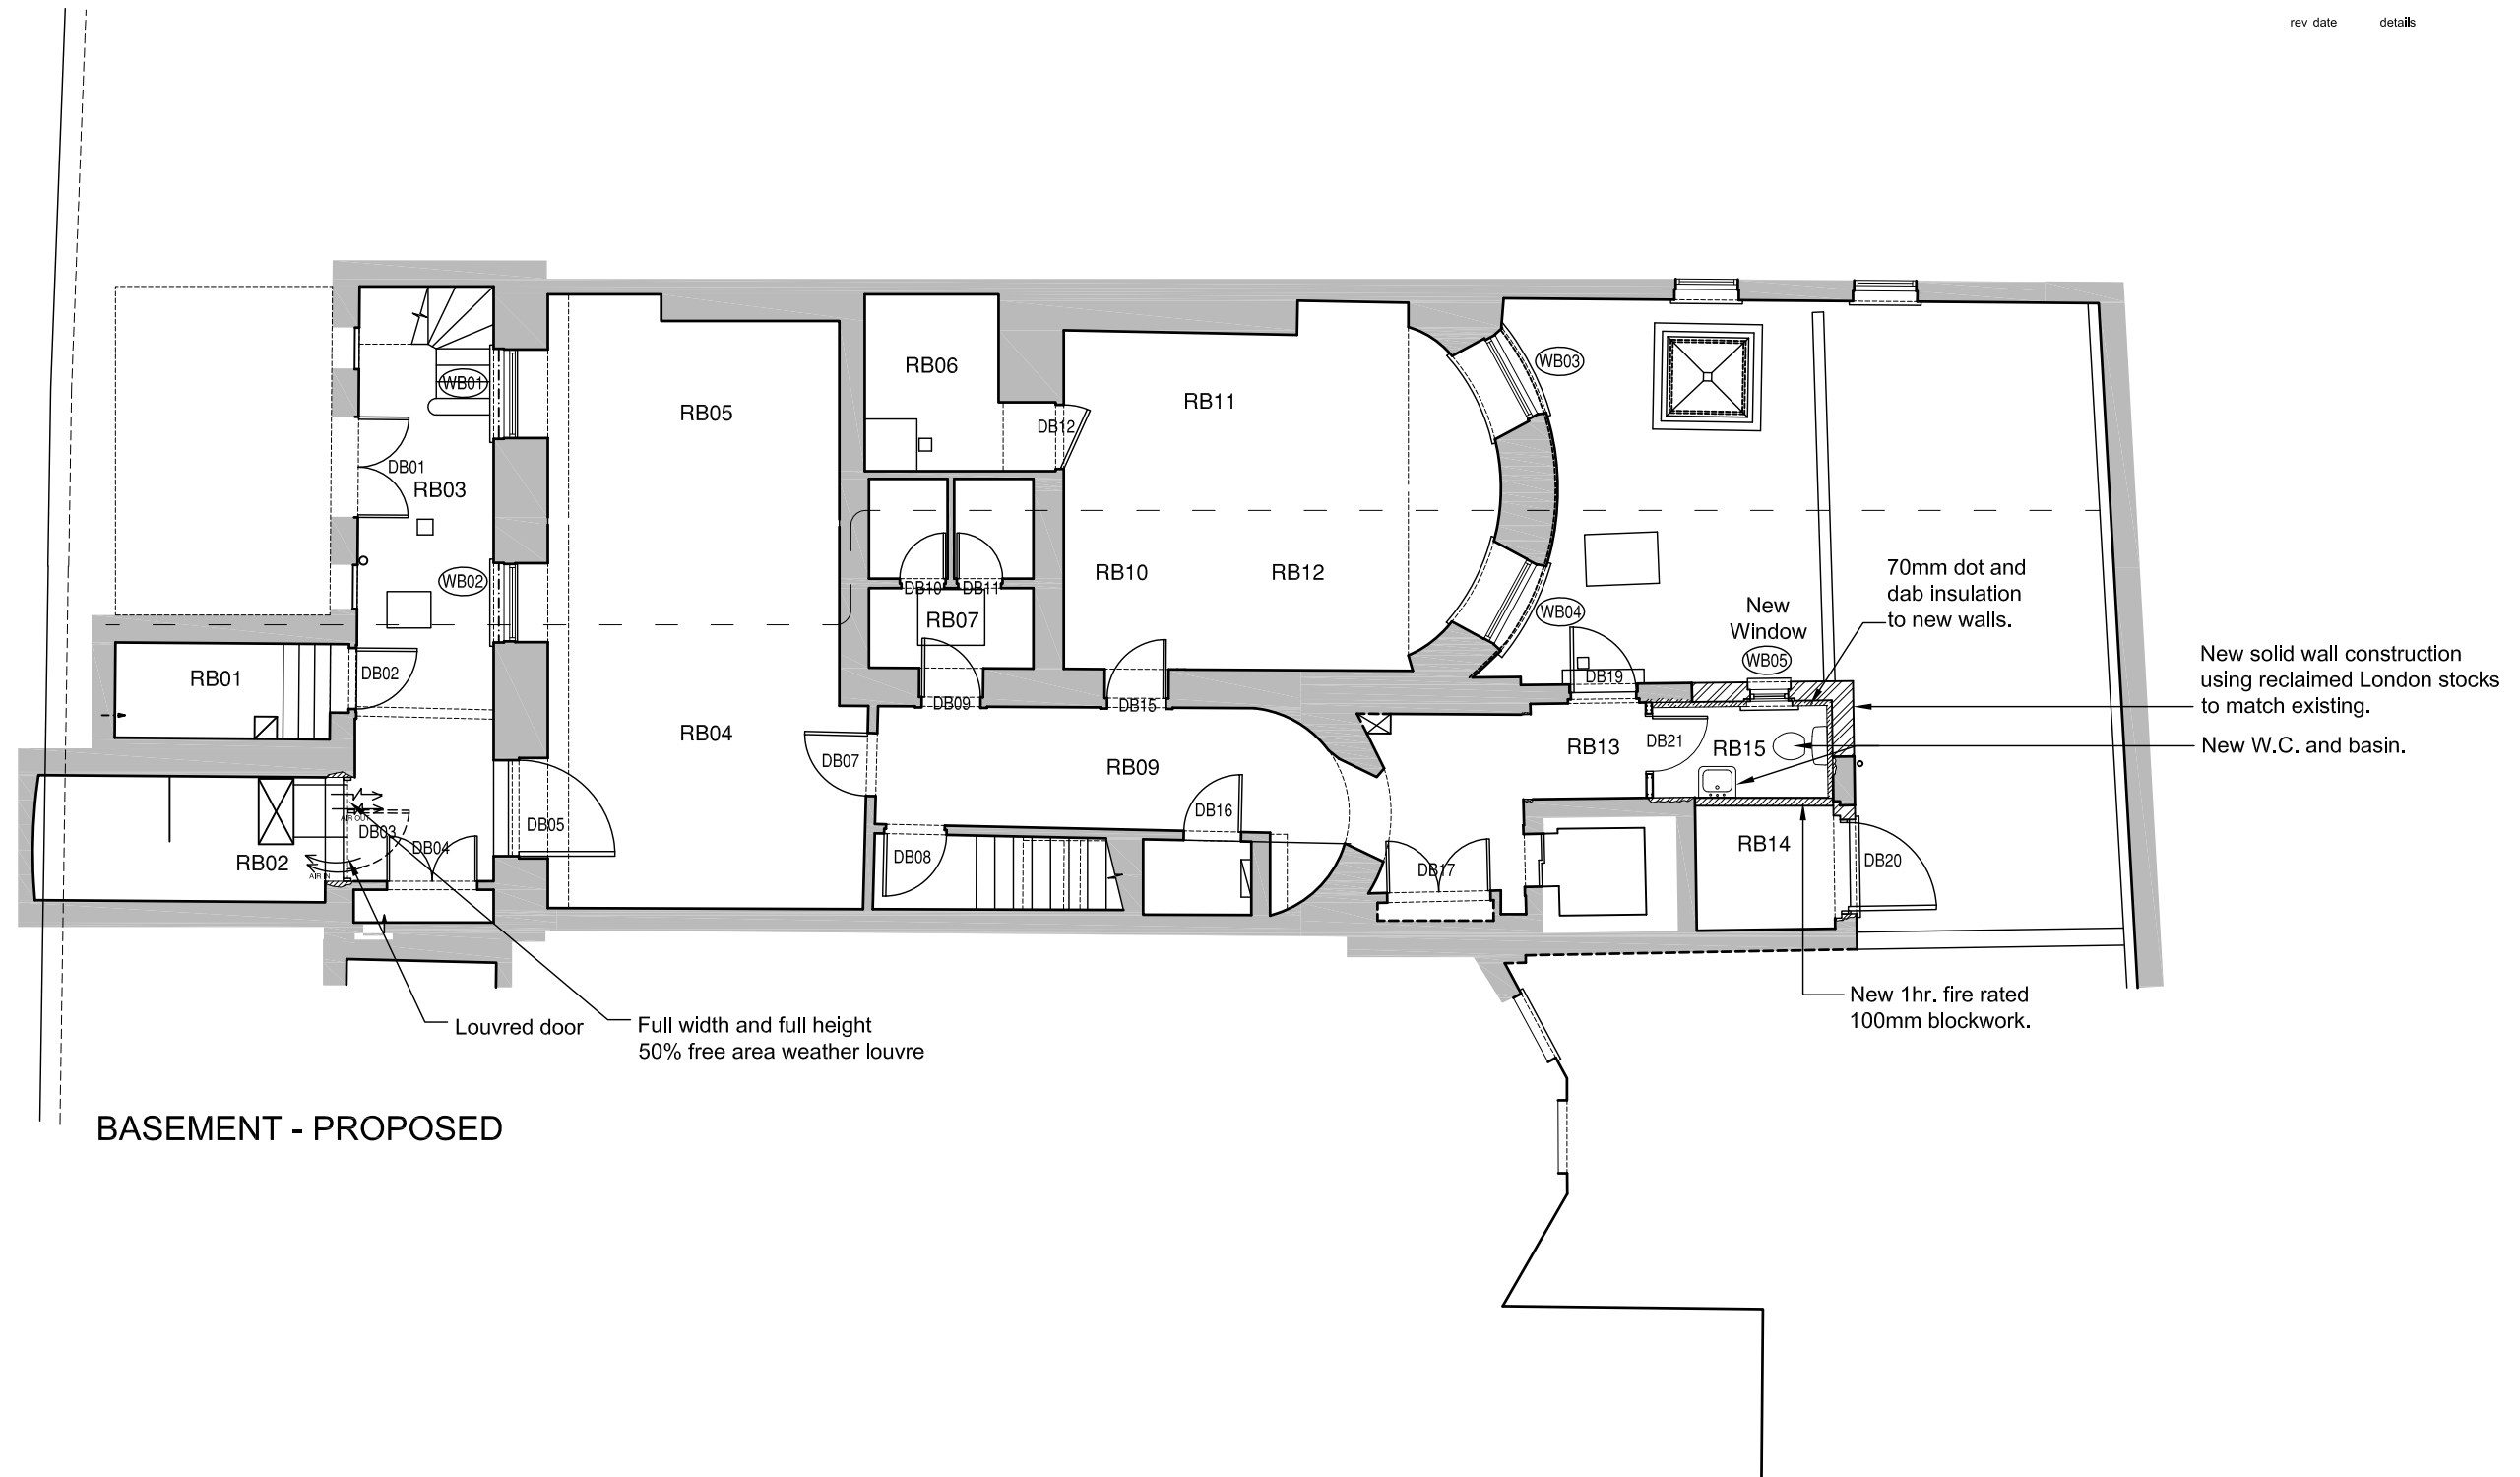 rev date details
RB06
WB03
WB01
RB11
RB05
DB12
DB01
RB03
70mm dot and
dab insulation
to new walls.
RB10
RB12
WB02
DB10
DB11
New
Window
WB04
RB07
WB05
New solid wall construction
using reclaimed London stocks
to match existing.
RB01
DB02
DB19
DB09
DB15
RB04
RB13
DB21
RB15
New W.C. and basin.
DB07
RB09
DB16
AIR OUT
DB03
DB05
DB04
RB14
RB02
DB08
DB20
DB17
AIR IN
New 1hr. fire rated
100mm blockwork.
Louvred door
Full width and full height
50% free area weather louvre
BASEMENT - PROPOSED